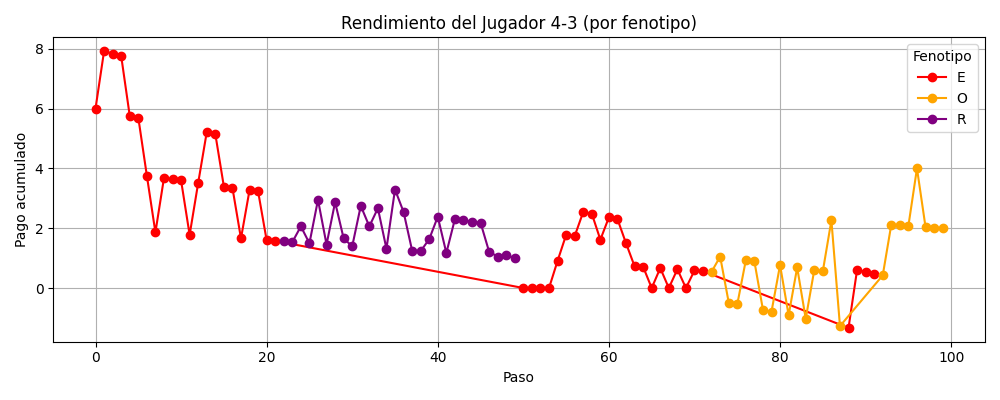 Rendimiento del Jugador 4-3 (por fenotipo)
Pago acumulado
8
6
4
2
0
Fenotipo
E
O
R
0 20 40 60 80 100
Paso